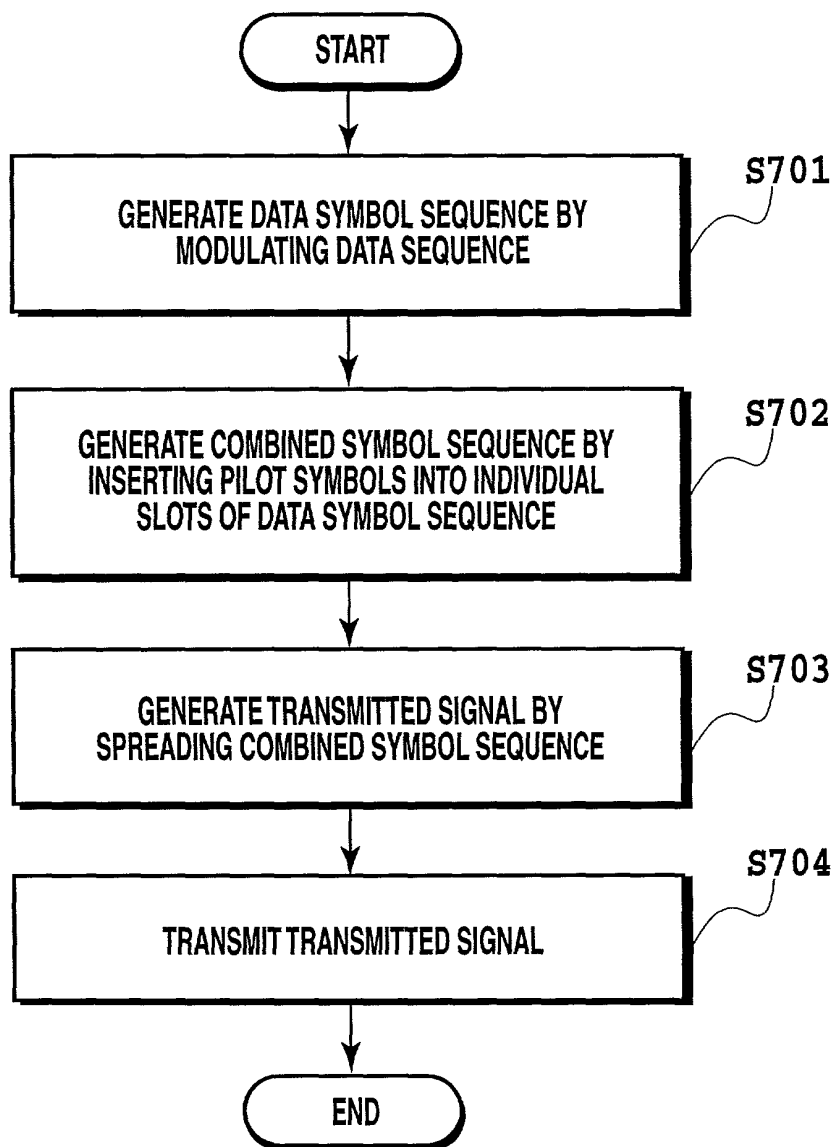 START
S701
GENERATE DATA SYMBOL SEQUENCE BY
MODULATING DATA SEQUENCE
S702
GENERATE COMBINED SYMBOL SEQUENCE BY
INSERTING PILOT SYMBOLS INTO INDIVIDUAL
SLOTS OF DATA SYMBOL SEQUENCE
S703
GENERATE TRANSMITTED SIGNAL BY
SPREADING COMBINED SYMBOL SEQUENCE
S704
TRANSMIT TRANSMITTED SIGNAL
END